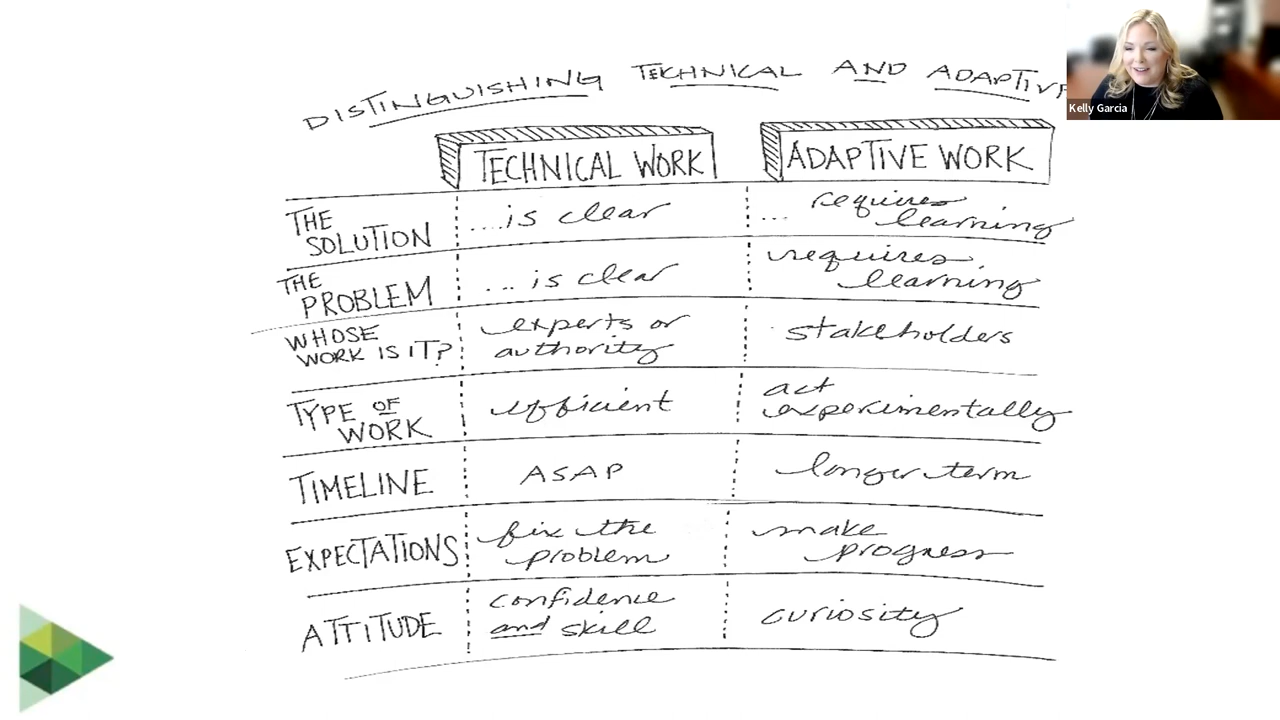 DISTINGUISHING TECHNICAL AND ADAPTIVE
Kelly Garcia
TECHNICAL WORK
ADAPTIVE WORK
THE
SOLUTION
....is clear
... requires
learning
THE
PROBLEM
... is clear
requires
learning
WHOSE
WORK IS IT?
experts or
authority
stakeholders
TYPE OF
WORK
efficient
act
experimentally
TIMELINE
ASAP
longer term
EXPECTATIONS
fix the
problem
make
progress
ATTITUDE
confidence
and skill
curiosity